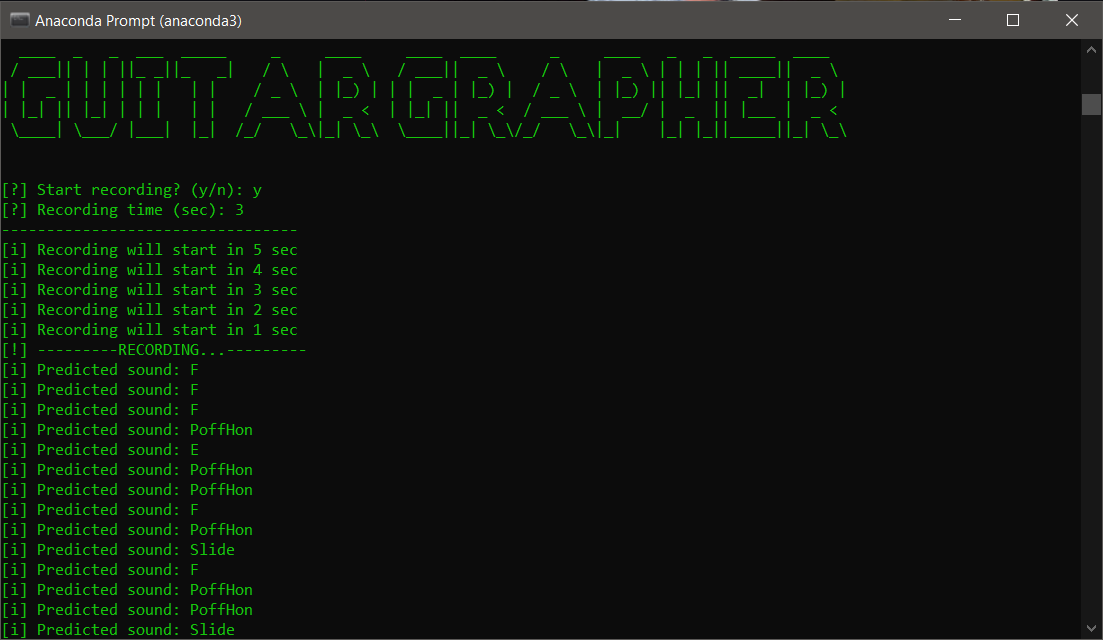 Anaconda Prompt (anaconda3)
GUITARGRAPHER
[?] Start recording? (y/n): y
[?] Recording time (sec): 3
---------------------------------
[i] Recording will start in 5 sec
[i] Recording will start in 4 sec
[i] Recording will start in 3 sec
[i] Recording will start in 2 sec
[i] Recording will start in 1 sec
[!] ---------RECORDING...---------
[i] Predicted sound: F
[i] Predicted sound: F
[i] Predicted sound: F
[i] Predicted sound: PoffHon
[i] Predicted sound: E
[i] Predicted sound: PoffHon
[i] Predicted sound: PoffHon
[i] Predicted sound: F
[i] Predicted sound: PoffHon
[i] Predicted sound: Slide
[i] Predicted sound: F
[i] Predicted sound: PoffHon
[i] Predicted sound: PoffHon
[i] Predicted sound: Slide